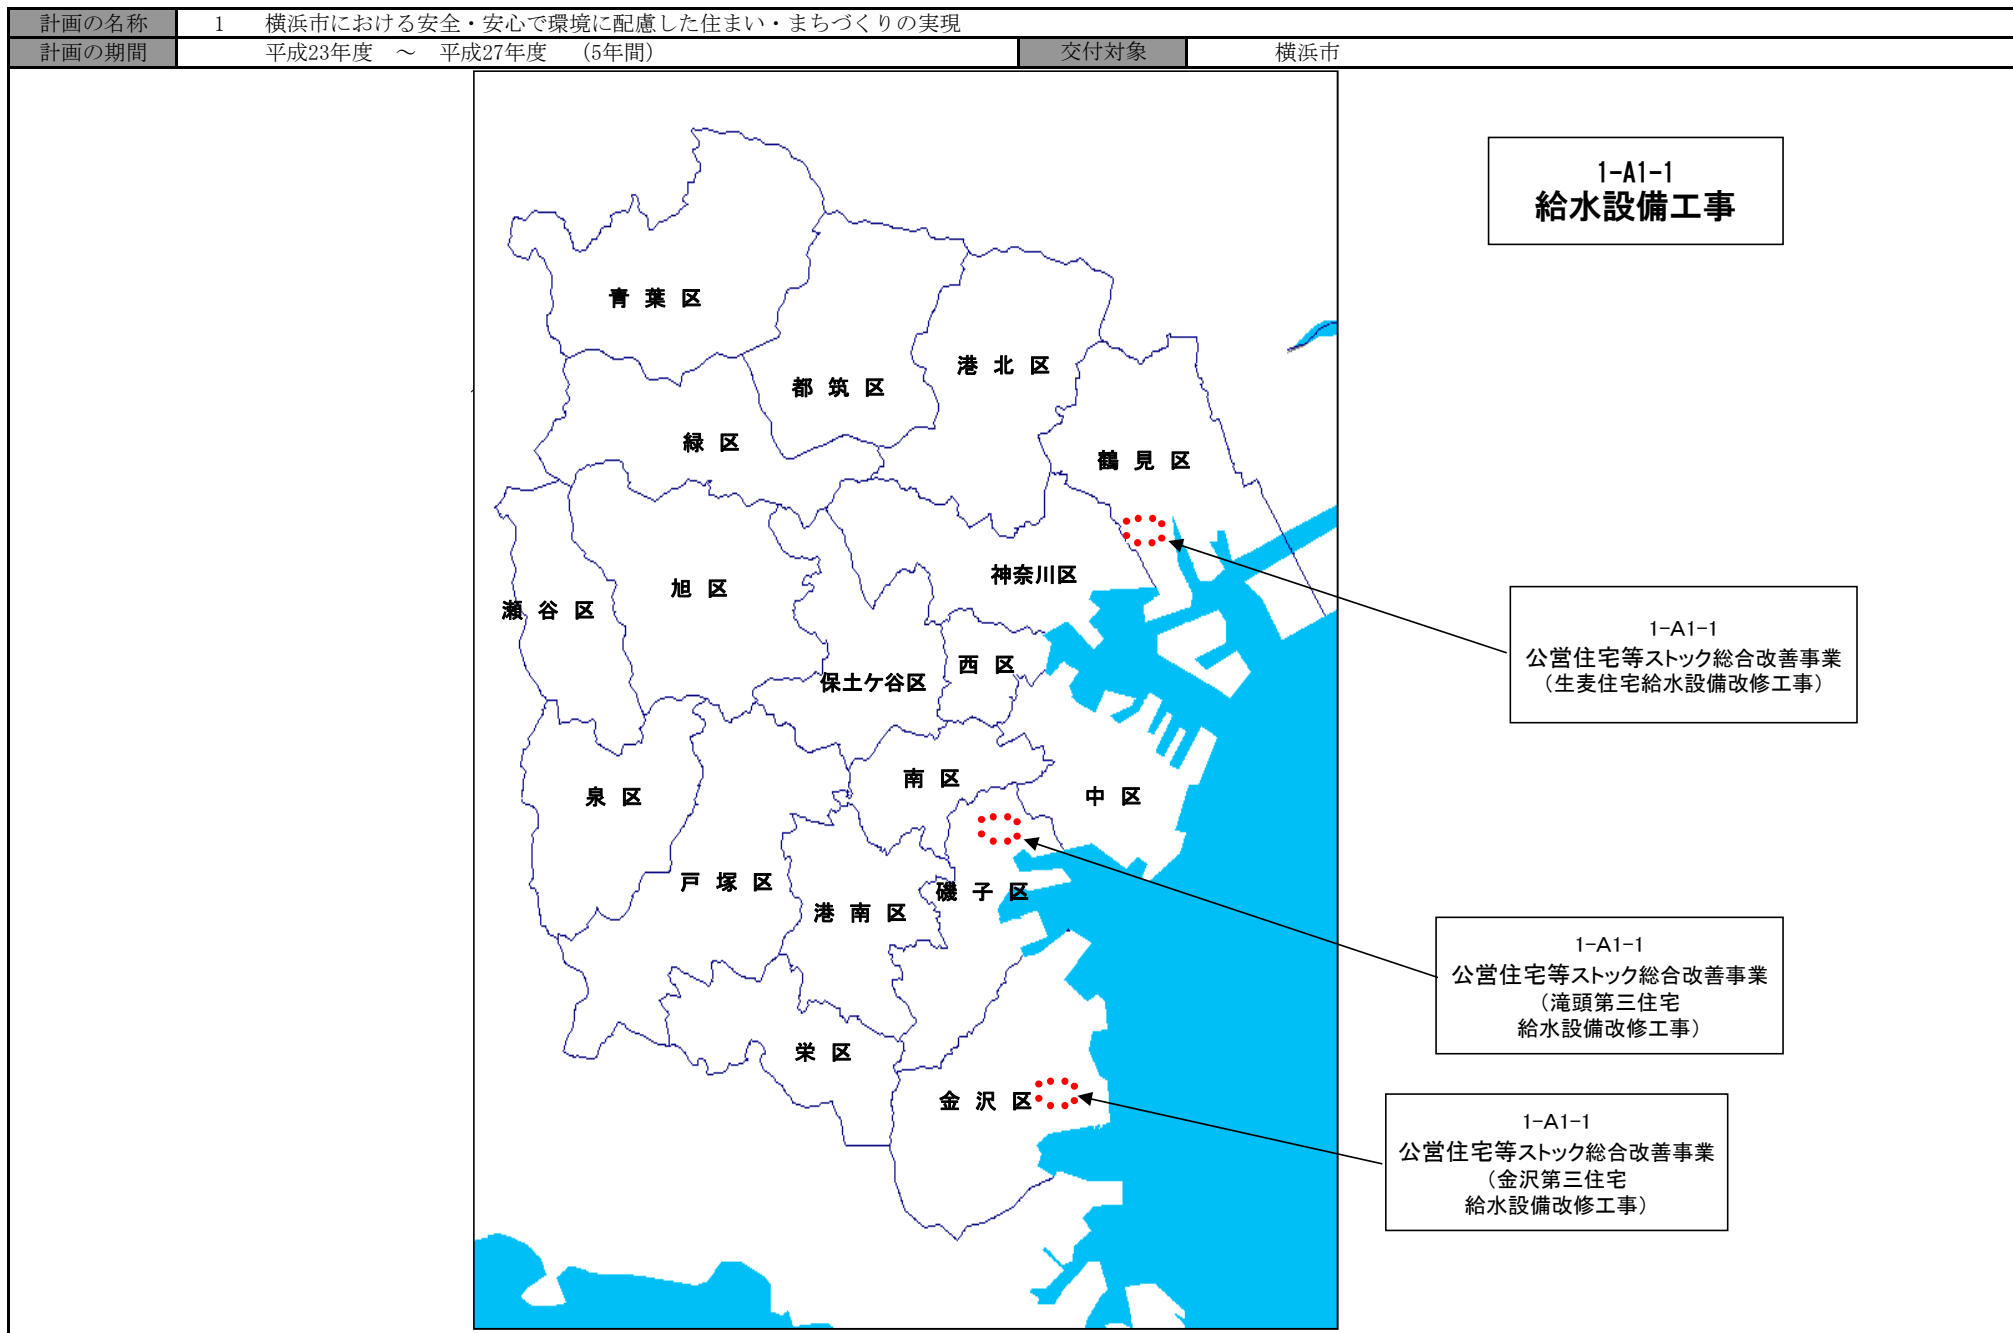 計画の名称 1 横浜市における安全・安心で環境に配慮した住まい・まちづくりの実現
計画の期間 平成23年度 ~ 平成27年度 (5年間) 交付対象 横浜市
1-A1-1
給水設備工事
青葉区
港北区
都筑区
緑区
鶴見区
神奈川区
旭区
瀬谷区
西区
保土ケ谷区
南区
泉区
中区
戸塚区
磯子区
港南区
栄区
金沢区
1-A1-1
公営住宅等ストック総合改善事業
(生麦住宅給水設備改修工事)
1-A1-1
公営住宅等ストック総合改善事業
(滝頭第三住宅
給水設備改修工事)
1-A1-1
公営住宅等ストック総合改善事業
(金沢第三住宅
給水設備改修工事)